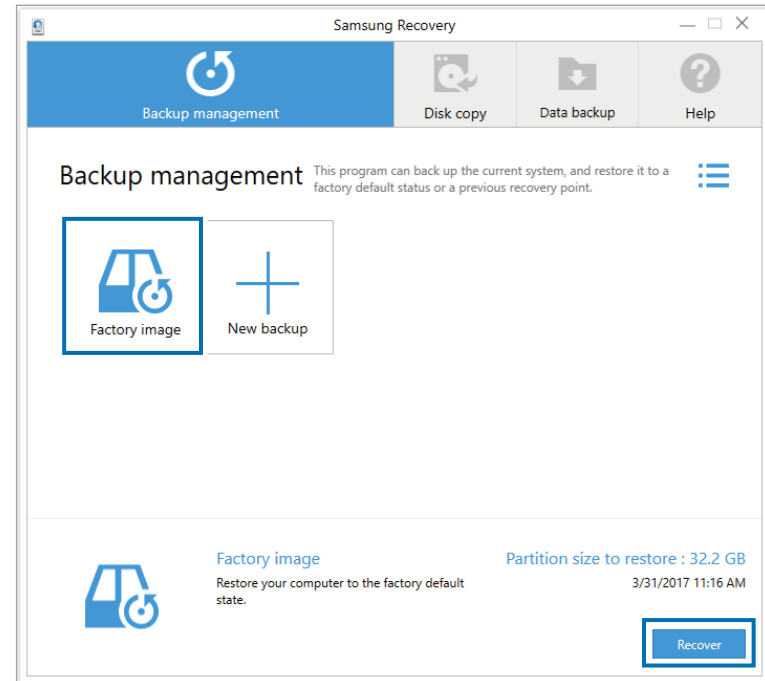 Samsung Recovery
Backup management
Disk copy
Data backup
Help
Backup management
This program can back up the current system, and restore it to a
factory default status or a previous recovery point.
Factory image
New backup
Factory image
Restore your computer to the factory default
state.
Partition size to restore : 32.2 GB
3/31/2017 11:16 AM
Recover